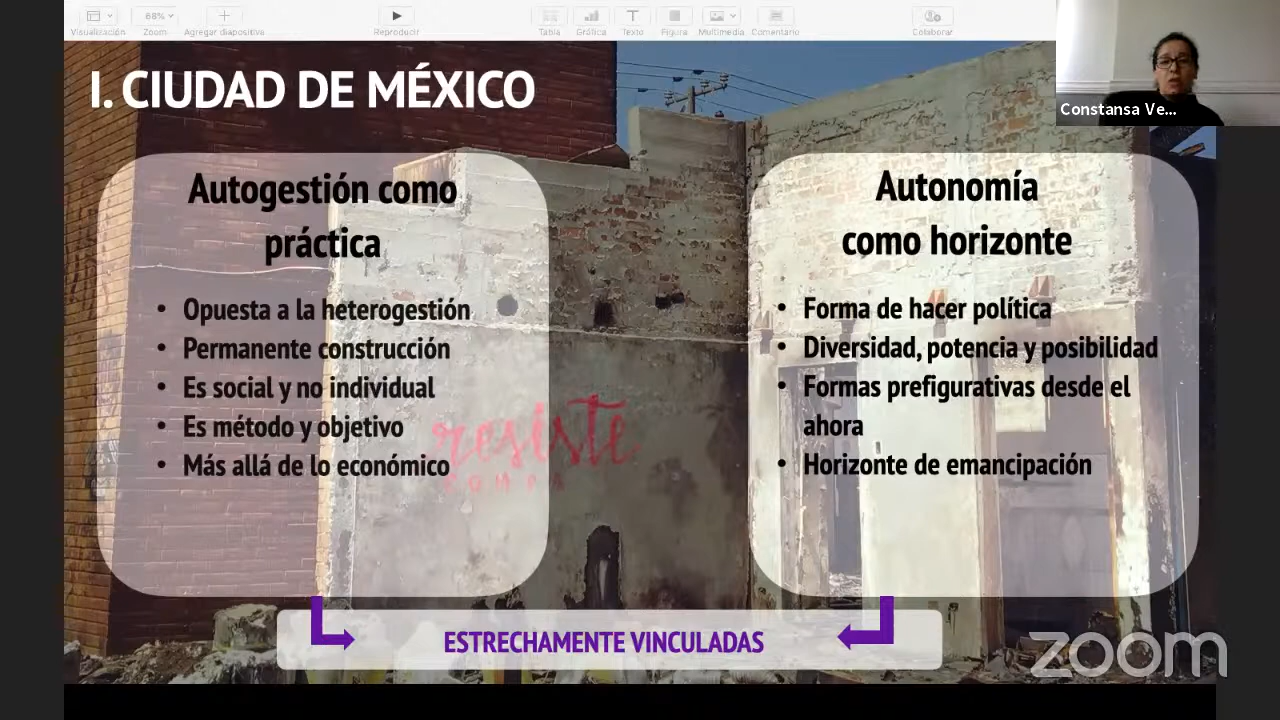 68%
Visualización
Zoom
Agregar diapositiva
Reproducir
Tabla
Gráfica
Texto
Figura
Multimedia
Comentario
Colaborar
Constansa Ve...
I. CIUDAD DE MÉXICO
Autogestión como
práctica
• Opuesta a la heterogestión
• Permanente construcción
• Es social y no individual
• Es método y objetivo
• Más allá de lo económico
Autonomía
como horizonte
• Forma de hacer política
• Diversidad, potencia y posibilidad
• Formas prefigurativas desde el
ahora
• Horizonte de emancipación
resiste
COMPA
ESTRECHAMENTE VINCULADAS
zoom